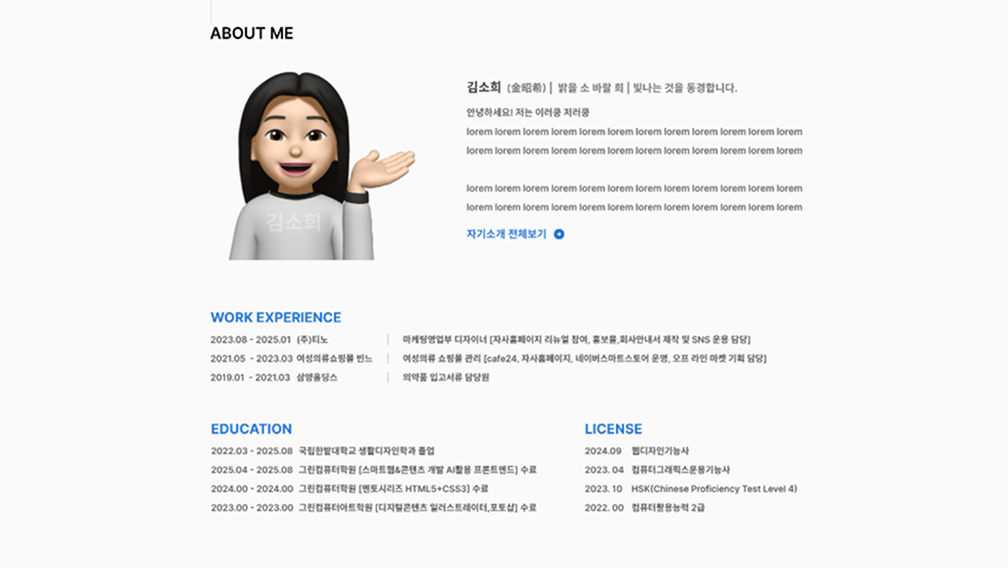 ABOUT ME
김소희 (金昭希) | 밝을 소 바랄 희 | 빛나는 것을 동경합니다.
안녕하세요! 저는 이러쿵 저러쿵
lorem lorem lorem lorem lorem lorem lorem lorem lorem lorem lorem lorem
lorem lorem lorem lorem lorem lorem lorem lorem lorem lorem lorem lorem
lorem lorem lorem lorem lorem lorem lorem lorem lorem lorem lorem lorem
lorem lorem lorem lorem lorem lorem lorem lorem lorem lorem lorem lorem
김소희
자기소개 전체보기
WORK EXPERIENCE
2023.08 - 2025.01 (주)티노 | 마케팅영업부 디자이너 [자사홈페이지 리뉴얼 참여, 홍보물,회사안내서 제작 및 SNS 운용 담당]
2021.05 - 2023.03 여성의류쇼핑몰 빈느 | 여성의류 쇼핑몰 관리 [cafe24, 자사홈페이지, 네이버스마트스토어 운영, 오프 라인 마켓 기획 담당]
2019.01 - 2021.03 삼양홀딩스 | 의약품 입고서류 담당원
EDUCATION
2022.03 - 2025.08 국립한밭대학교 생활디자인학과 졸업
2025.04 - 2025.08 그린컴퓨터학원 [스마트웹&콘텐츠 개발 AI활용 프론트엔드] 수료
2024.00 - 2024.00 그린컴퓨터학원 [멘토시리즈 HTML5+CSS3] 수료
2023.00 - 2023.00 그린컴퓨터아트학원 [디지털콘텐츠 일러스트레이터,포토샵] 수료
LICENSE
2024.09 웹디자인기능사
2023. 04 컴퓨터그래픽스운용기능사
2023. 10 HSK(Chinese Proficiency Test Level 4)
2022. 00 컴퓨터활용능력 2급